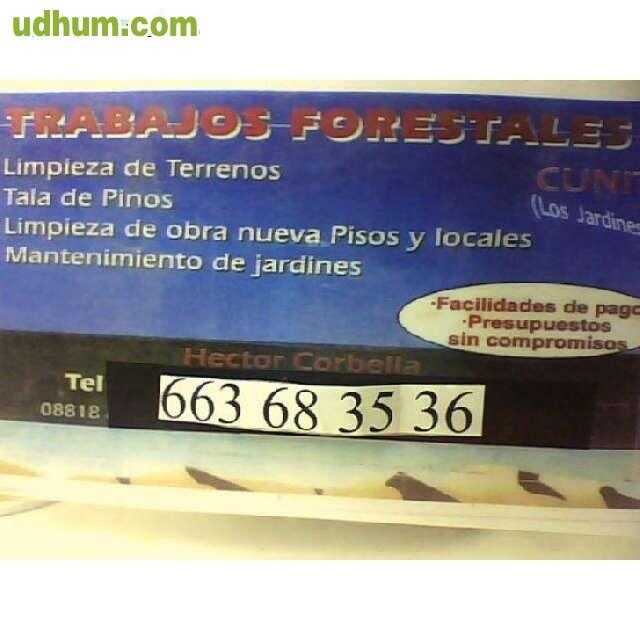 udhum.com
TRABAJOS FORESTALES
Limpieza de Terrenos
Tala de Pinos
Limpieza de obra nueva Pisos y locales
Mantenimiento de jardines
CUNIT
(Los Jardines
·Facilidades de pago
·Presupuestos
sin compromisos
Hector Corbella
Tel
663 68 35 36
08818